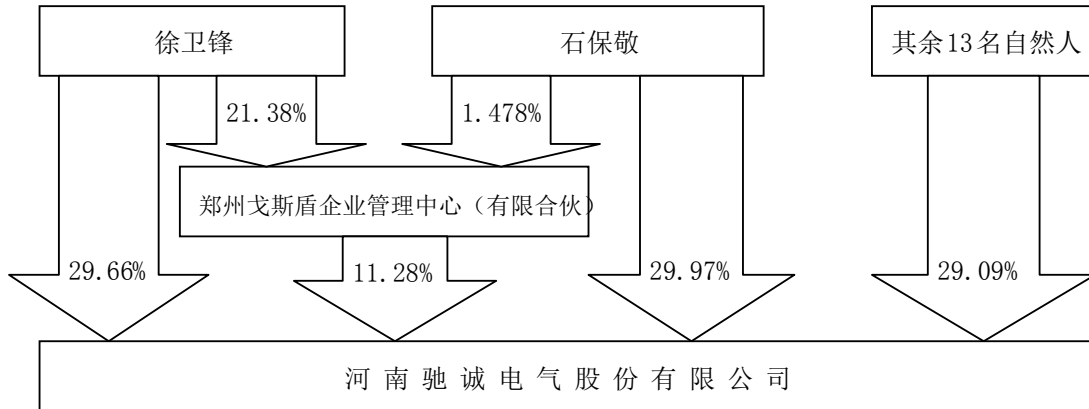 徐卫锋
石保敬
其余13名自然人
21.38%
1.478%
郑州戈斯盾企业管理中心（有限合伙）
29.66%
11.28%
29.97%
29.09%
河南驰诚电气股份有限公司